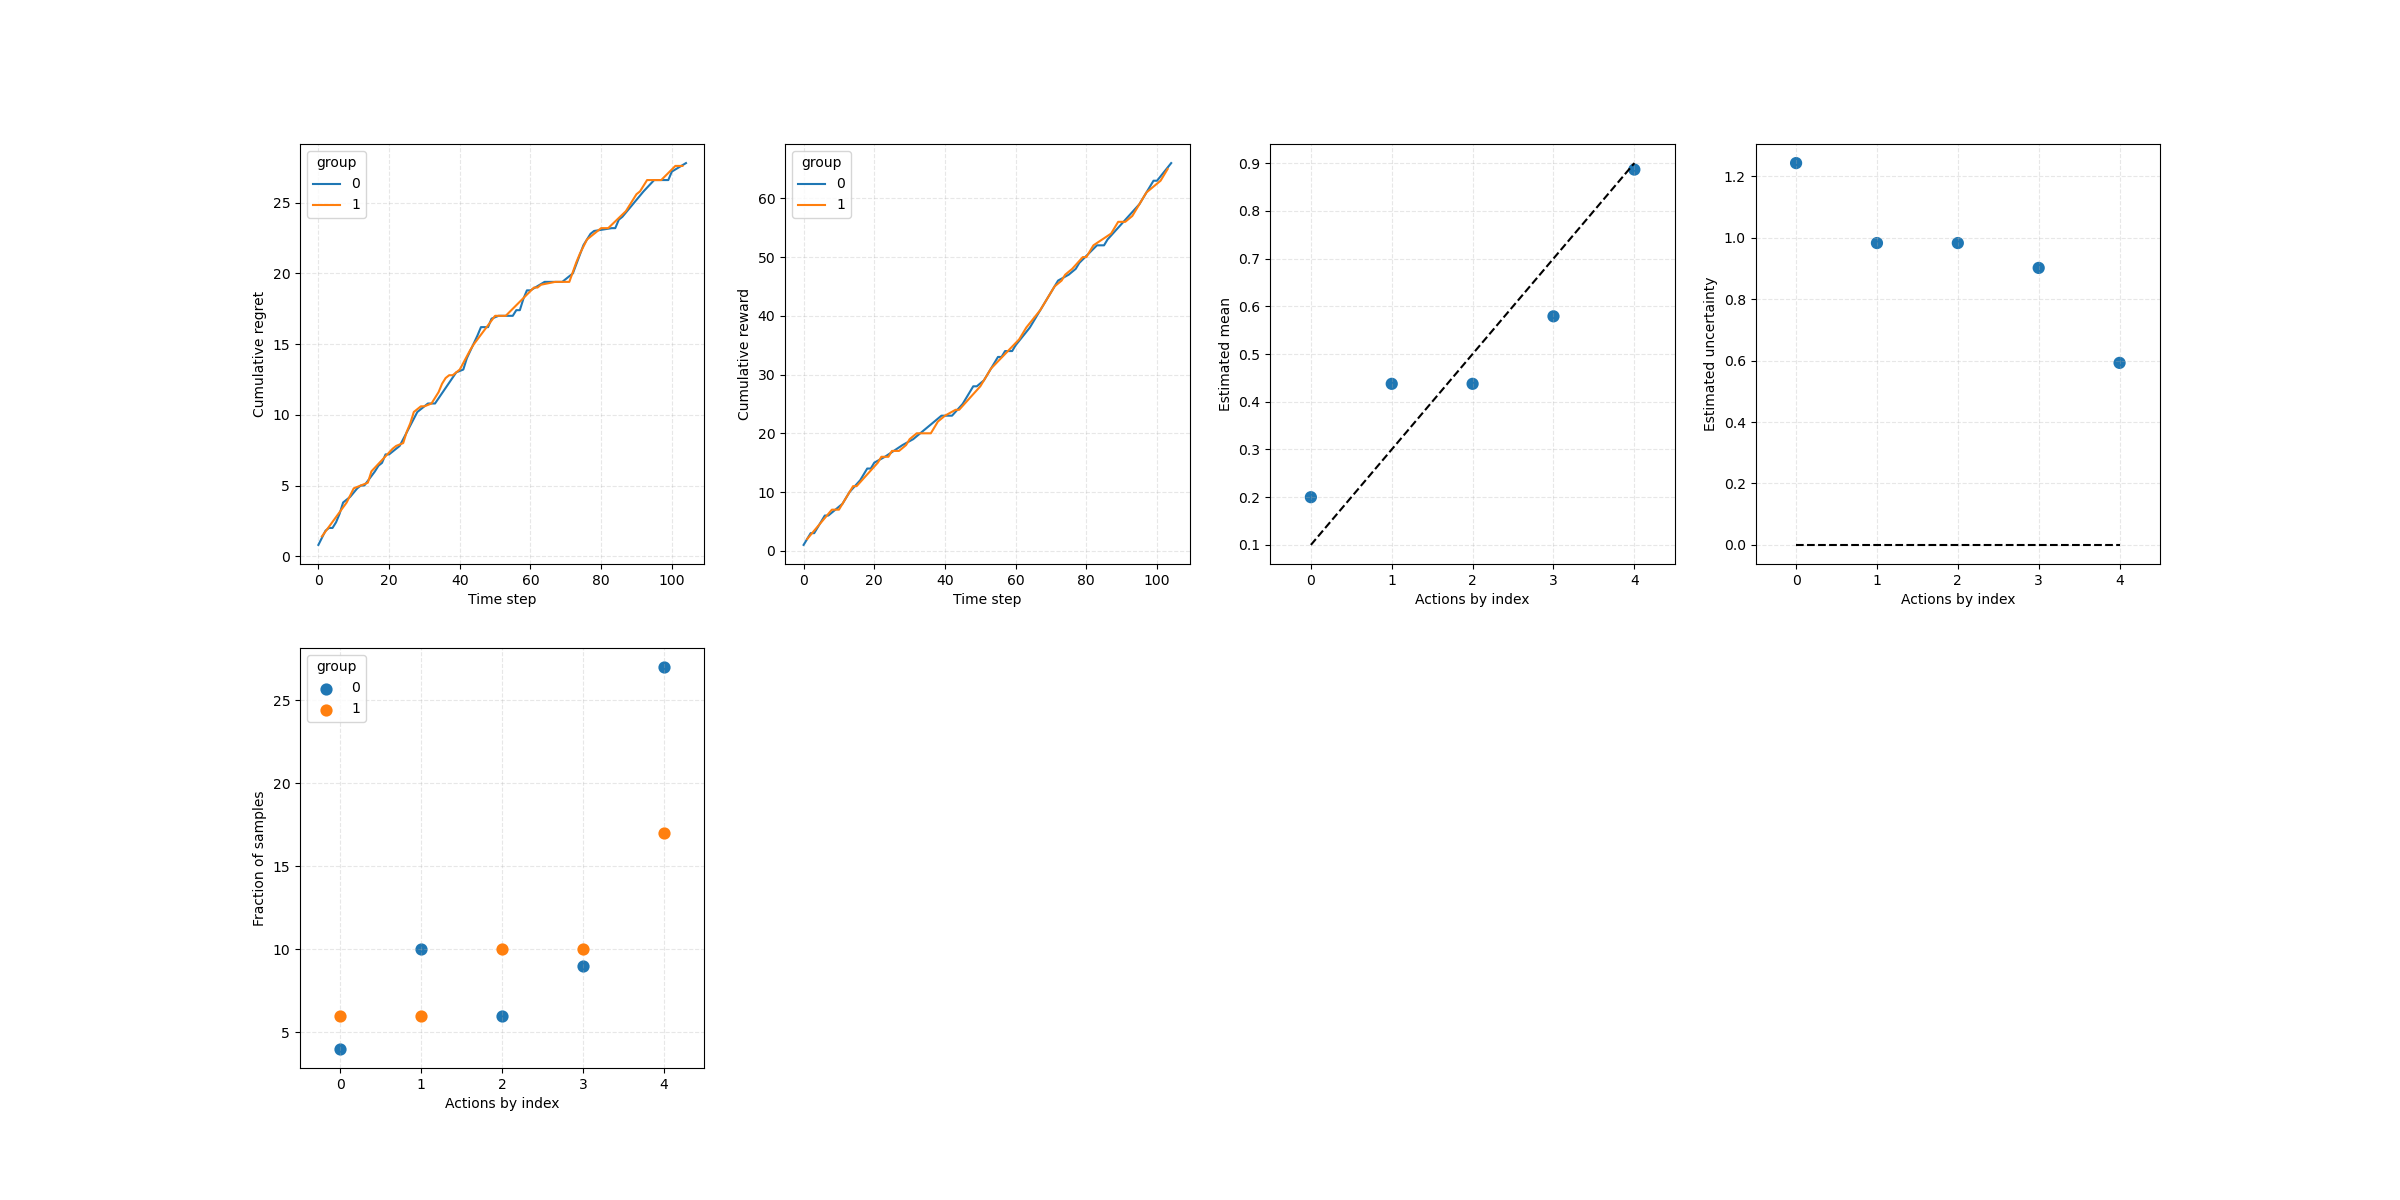 group
0
1
25
20
15
10
5
0
Cumulative regret
0 20 40 60 80 100
Time step
group
0
1
60
50
40
30
20
10
0
Cumulative reward
0 20 40 60 80 100
Time step
0.9
0.8
0.7
0.6
0.5
0.4
0.3
0.2
0.1
Estimated mean
0 1 2 3 4
Actions by index
1.2
1.0
0.8
0.6
0.4
0.2
0.0
Estimated uncertainty
0 1 2 3 4
Actions by index
group
0
1
25
20
15
10
5
Fraction of samples
0 1 2 3 4
Actions by index